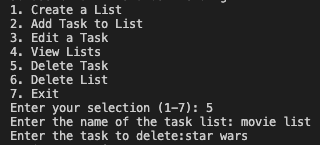 1. Create a List
2. Add Task to List
3. Edit a Task
4. View Lists
5. Delete Task
6. Delete List
7. Exit
Enter your selection (1-7): 5
Enter the name of the task list: movie list
Enter the task to delete:star wars